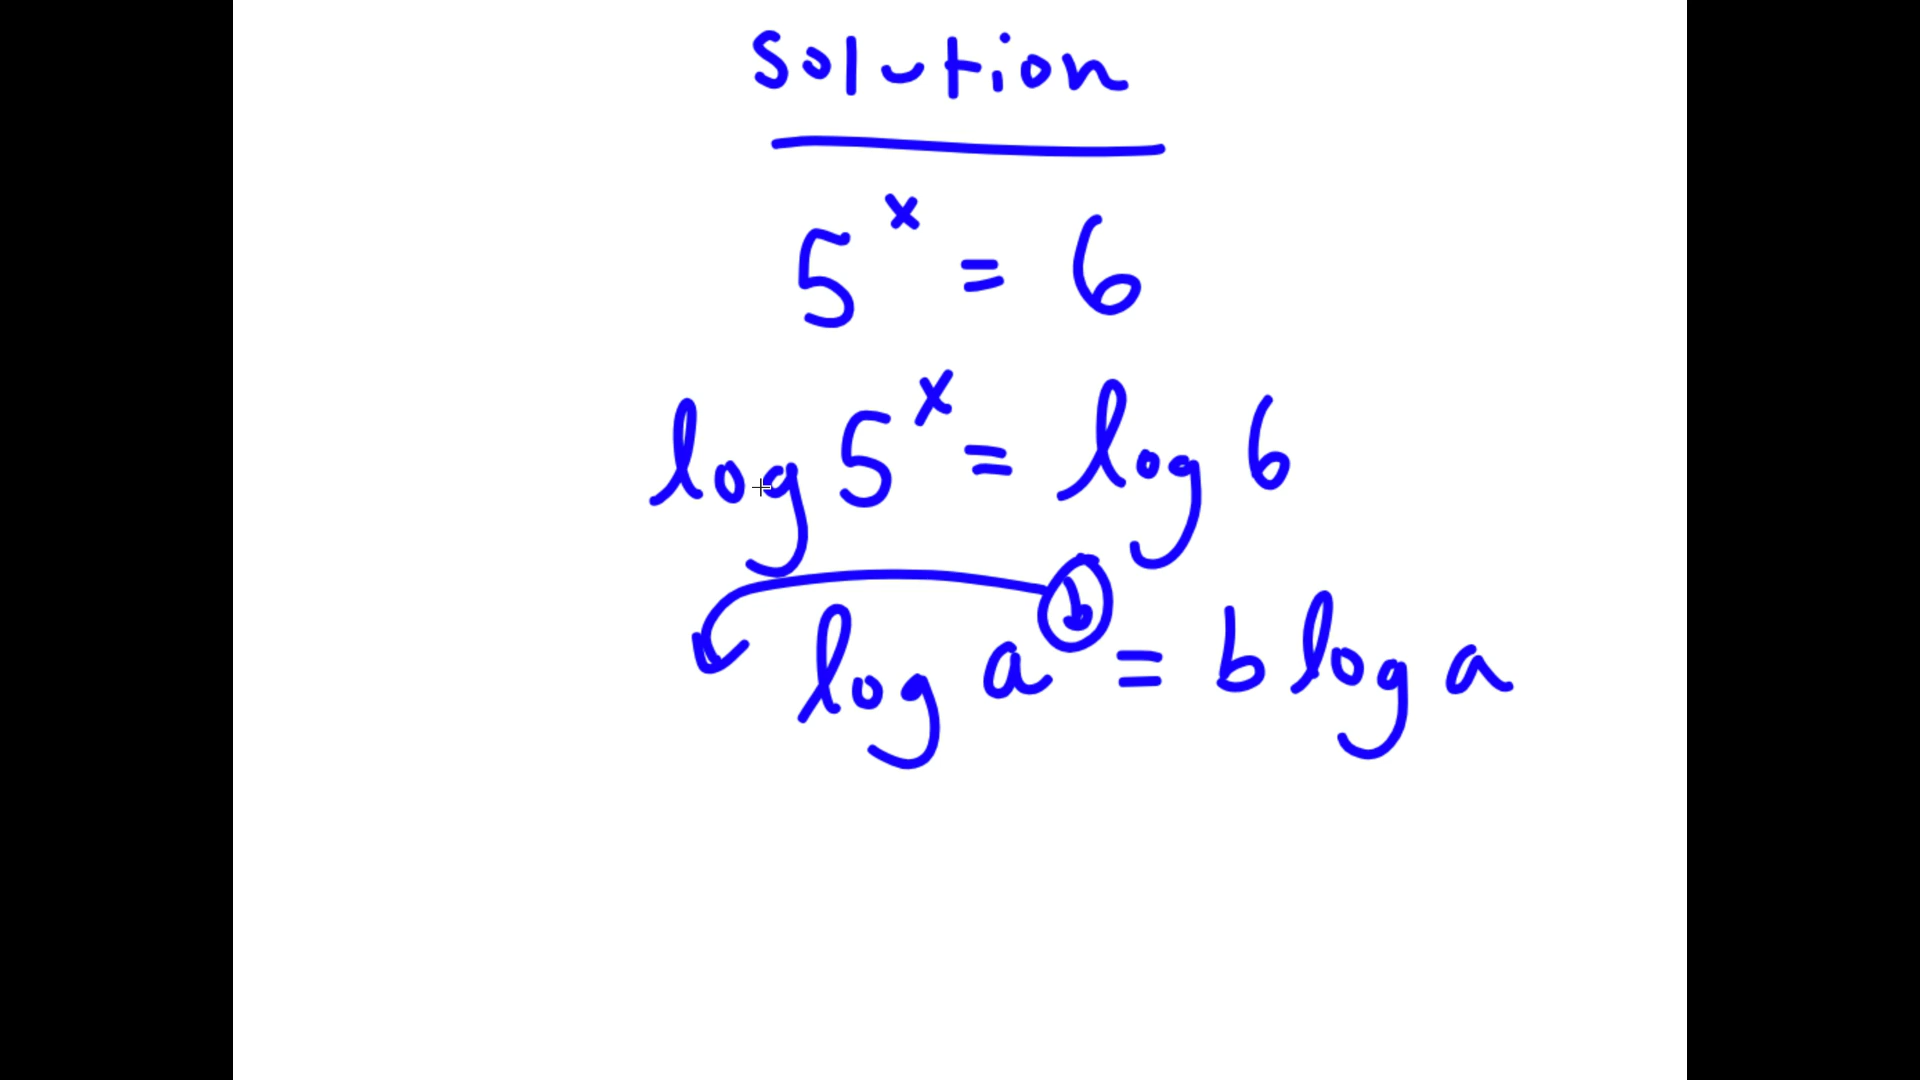 solution
5^x = 6
log 5^x = log 6
log a^b = b log a